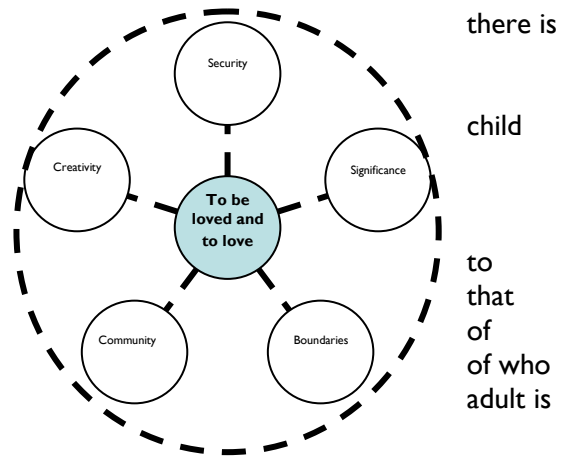 there is
Security
child
Creativity
Significance
To be
loved and
to love
to
that
of
Community
Boundaries
of who
adult is